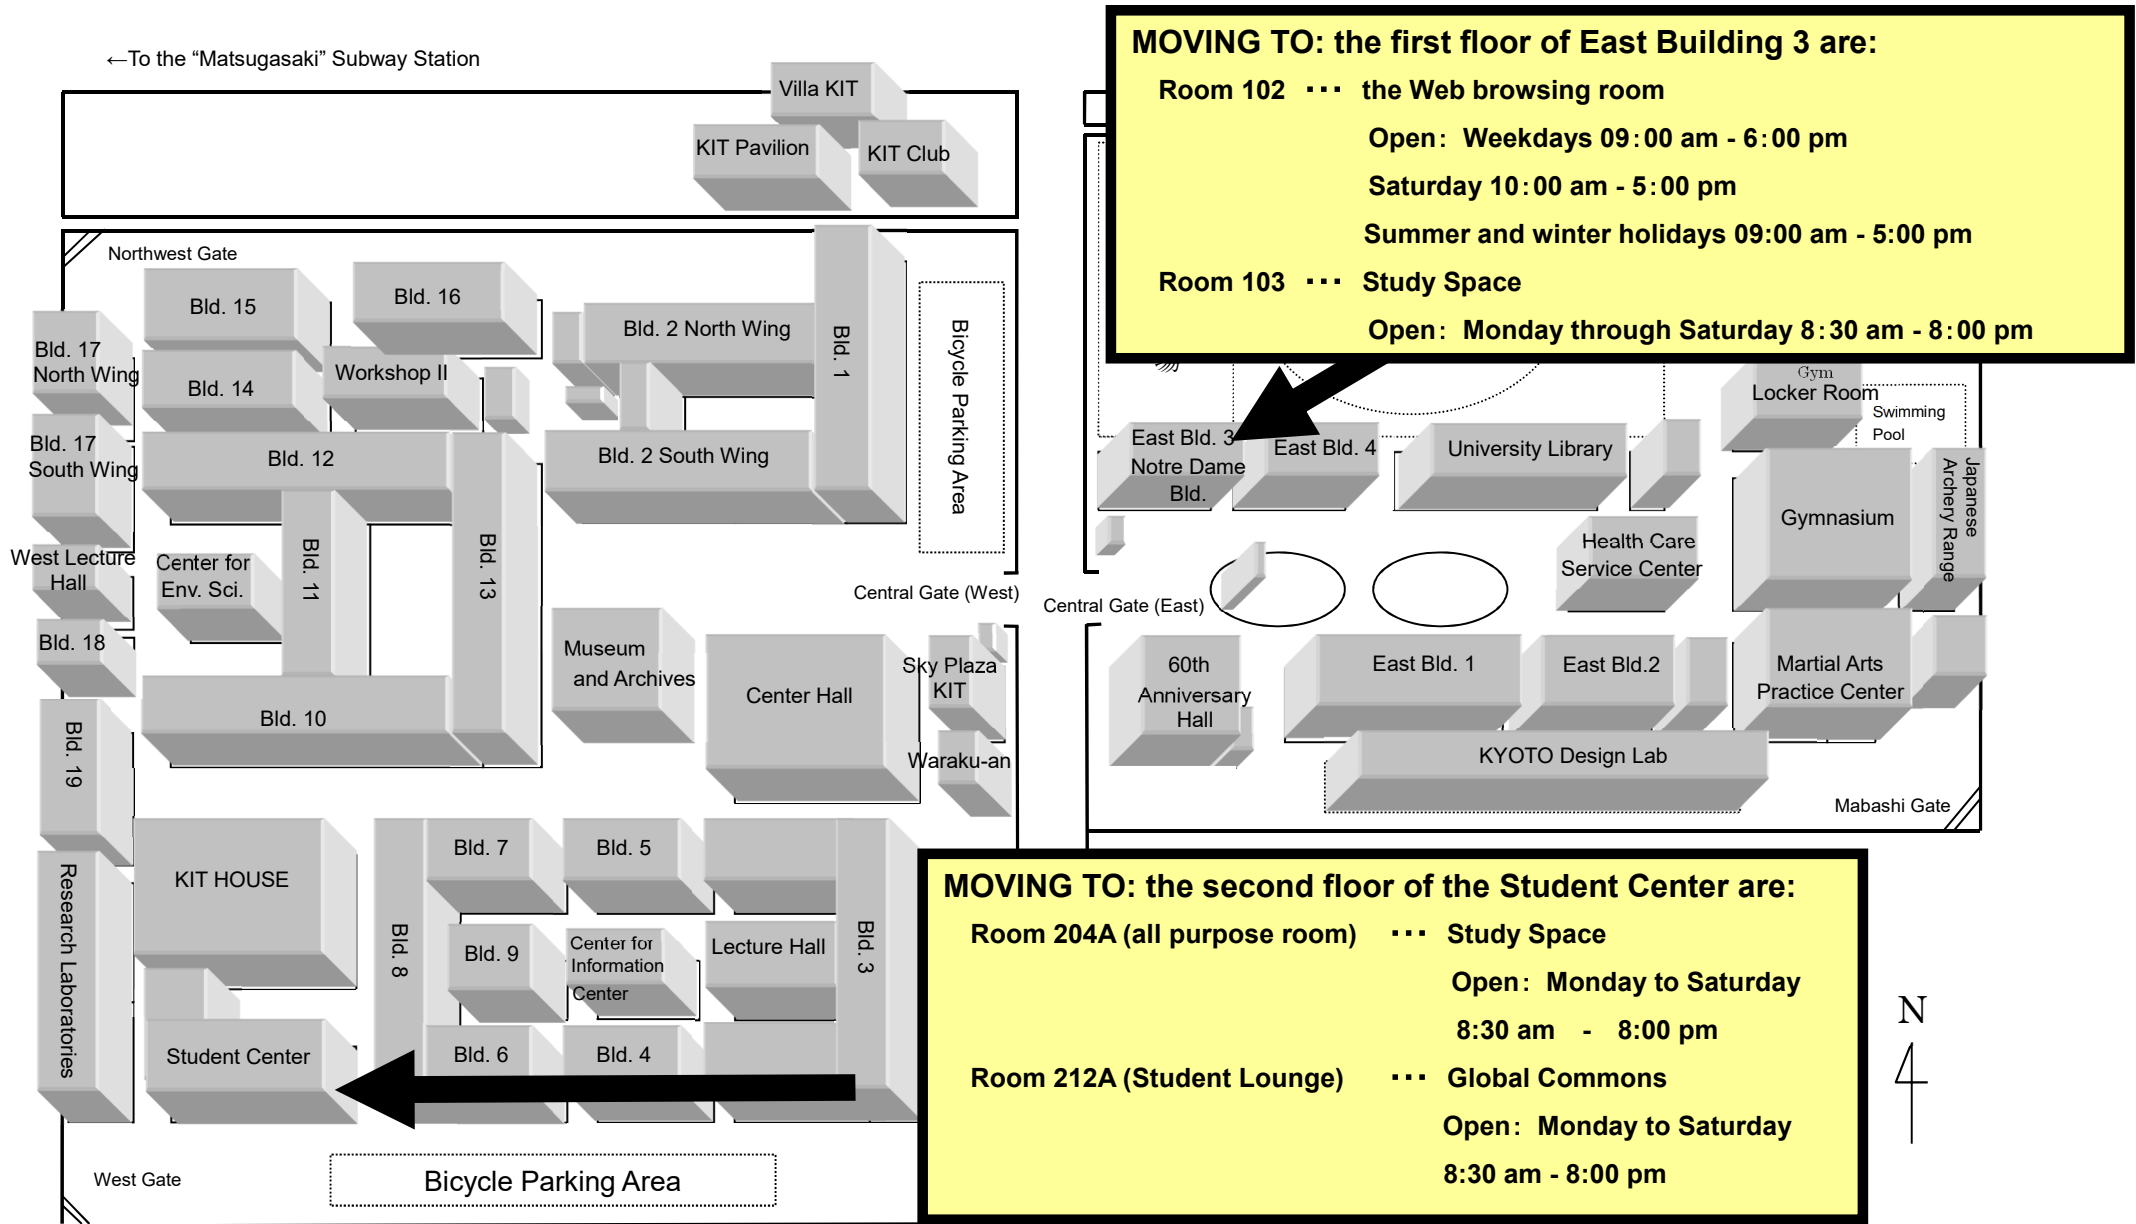 ←To the “Matsugasaki” Subway Station
Villa KIT
KIT Pavilion
KIT Club
MOVING TO: the first floor of East Building 3 are:
Room 102 ･･･ the Web browsing room
Open: Weekdays 09:00 am - 6:00 pm
Saturday 10:00 am - 5:00 pm
Summer and winter holidays 09:00 am - 5:00 pm
Room 103 ･･･ Study Space
Open: Monday through Saturday 8:30 am - 8:00 pm
Northwest Gate
Bld. 15
Bld. 16
Bld. 2 North Wing
Bld. 1
Bicycle Parking Area
Bld. 17
North Wing
Bld. 14
Workshop II
Bld. 17
South Wing
Bld. 12
Bld. 2 South Wing
Bld. 11
Bld. 13
West Lecture
Hall
Center for
Env. Sci.
Central Gate (West)
Bld. 18
Museum
and Archives
Center Hall
Sky Plaza
KIT
Bld. 10
Bld. 19
Waraku-an
Gym
Locker Room
Swimming
Pool
East Bld. 3
Notre Dame
Bld.
East Bld. 4
University Library
Japanese
Archery Range
Gymnasium
Health Care
Service Center
Central Gate (East)
60th
Anniversary
Hall
East Bld. 1
East Bld.2
Martial Arts
Practice Center
KYOTO Design Lab
Mabashi Gate
Research Laboratories
KIT HOUSE
Bld. 8
Bld. 7
Bld. 5
Bld. 3
Bld. 9
Center for
Information
Center
Lecture Hall
Student Center
Bld. 6
Bld. 4
West Gate
Bicycle Parking Area
MOVING TO: the second floor of the Student Center are:
Room 204A (all purpose room) ･･･ Study Space
Open: Monday to Saturday
8:30 am - 8:00 pm
Room 212A (Student Lounge) ･･･ Global Commons
Open: Monday to Saturday
8:30 am - 8:00 pm
N